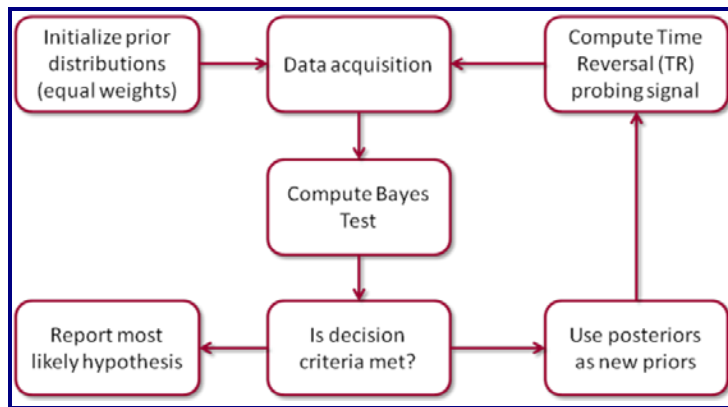 Initialize prior
distributions
(equal weights)
Data acquisition
Compute Time
Reversal (TR)
probing signal
Compute Bayes
Test
Report most
likely hypothesis
Is decision
criteria met?
Use posteriors
as new priors